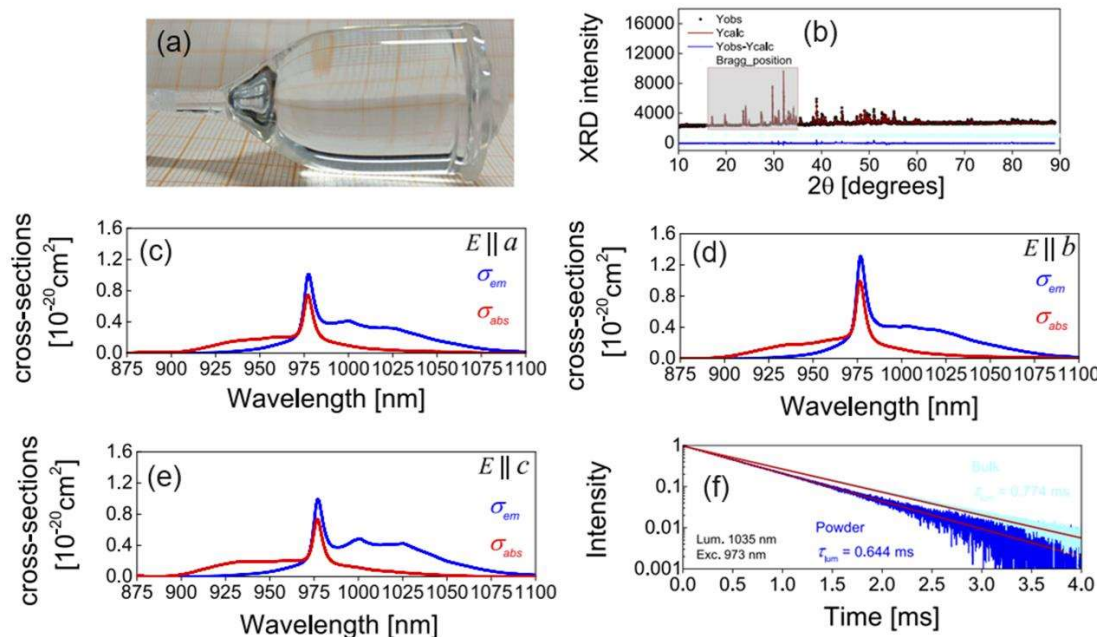 (a)
(b)
Yobs
Ycalc
Yobs-Ycalc
Bragg_position
XRD intensity
16000
12000
8000
4000
0
10 20 30 40 50 60 70 80 90
2θ [degrees]
(c)
E || a
σem
σabs
cross-sections
[10⁻²⁰cm²]
1.6
1.2
0.8
0.4
0.0
875 900 925 950 975 1000 1025 1050 1075 1100
Wavelength [nm]
(d)
E || b
σem
σabs
cross-sections
[10⁻²⁰cm²]
1.6
1.2
0.8
0.4
0.0
875 900 925 950 975 1000 1025 1050 1075 1100
Wavelength [nm]
(e)
E || c
σem
σabs
cross-sections
[10⁻²⁰cm²]
1.6
1.2
0.8
0.4
0.0
875 900 925 950 975 1000 1025 1050 1075 1100
Wavelength [nm]
(f)
Bulk
τlum = 0.774 ms
Powder
τlum = 0.644 ms
Lum. 1035 nm
Exc. 973 nm
Intensity
1
0.1
0.01
0.001
0.0 0.5 1.0 1.5 2.0 2.5 3.0 3.5 4.0
Time [ms]